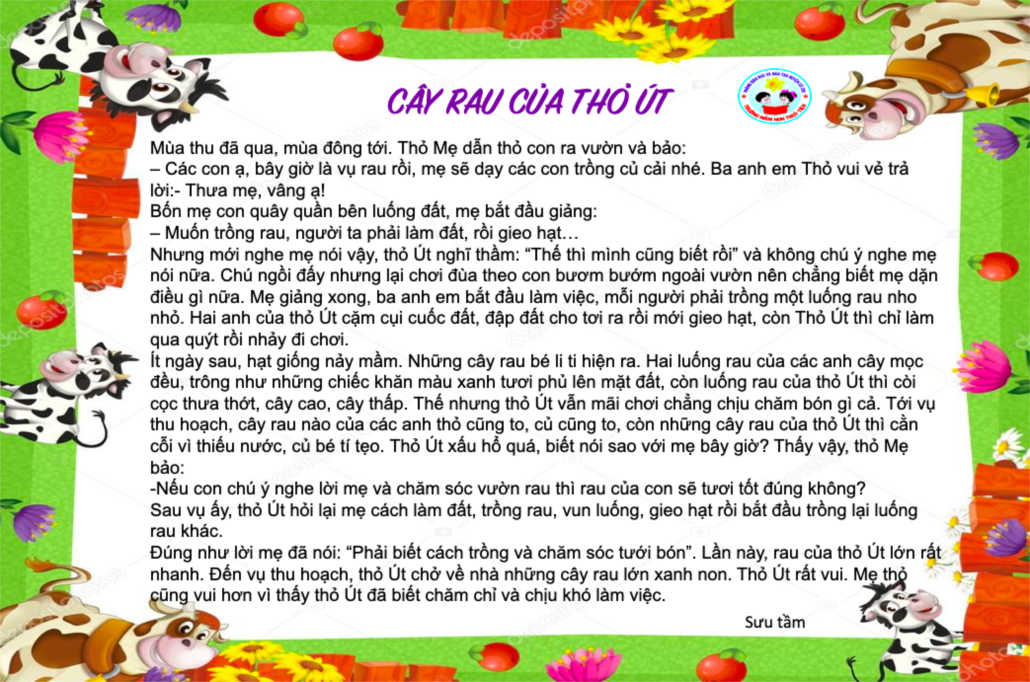 CÂY RAU CỦA THỎ ÚT
Mùa thu đã qua, mùa đông tới. Thỏ Mẹ dẫn thỏ con ra vườn và bảo:
– Các con ạ, bây giờ là vụ rau rồi, mẹ sẽ dạy các con trồng củ cải nhé. Ba anh em Thỏ vui vẻ trả
lời:- Thưa mẹ, vâng ạ!
Bốn mẹ con quây quần bên luống đất, mẹ bắt đầu giảng:
– Muốn trồng rau, người ta phải làm đất, rồi gieo hạt…
Nhưng mới nghe mẹ nói vậy, thỏ Út nghĩ thầm: “Thế thì mình cũng biết rồi” và không chú ý nghe mẹ
nói nữa. Chú ngồi đấy nhưng lại chơi đùa theo con bươm bướm ngoài vườn nên chẳng biết mẹ dặn
điều gì nữa. Mẹ giảng xong, ba anh em bắt đầu làm việc, mỗi người phải trồng một luống rau nho
nhỏ. Hai anh của thỏ Út cặm cụi cuốc đất, đập đất cho tơi ra rồi mới gieo hạt, còn Thỏ Út thì chỉ làm
qua quýt rồi nhảy đi chơi.
Ít ngày sau, hạt giống nảy mầm. Những cây rau bé li ti hiện ra. Hai luống rau của các anh cây mọc
đều, trông như những chiếc khăn màu xanh tươi phủ lên mặt đất, còn luống rau của thỏ Út thì còi
cọc thưa thớt, cây cao, cây thấp. Thế nhưng thỏ Út vẫn mãi chơi chẳng chịu chăm bón gì cả. Tới vụ
thu hoạch, cây rau nào của các anh thỏ cũng to, củ cũng to, còn những cây rau của thỏ Út thì cằn
cỗi vì thiếu nước, củ bé tí tẹo. Thỏ Út xấu hổ quá, biết nói sao với mẹ bây giờ? Thấy vậy, thỏ Mẹ
bảo:
-Nếu con chú ý nghe lời mẹ và chăm sóc vườn rau thì rau của con sẽ tươi tốt đúng không?
Sau vụ ấy, thỏ Út hỏi lại mẹ cách làm đất, trồng rau, vun luống, gieo hạt rồi bắt đầu trồng lại luống
rau khác.
Đúng như lời mẹ đã nói: “Phải biết cách trồng và chăm sóc tưới bón”. Lần này, rau của thỏ Út lớn rất
nhanh. Đến vụ thu hoạch, thỏ Út chở về nhà những cây rau lớn xanh non. Thỏ Út rất vui. Mẹ thỏ
cũng vui hơn vì thấy thỏ Út đã biết chăm chỉ và chịu khó làm việc.
Sưu tầm